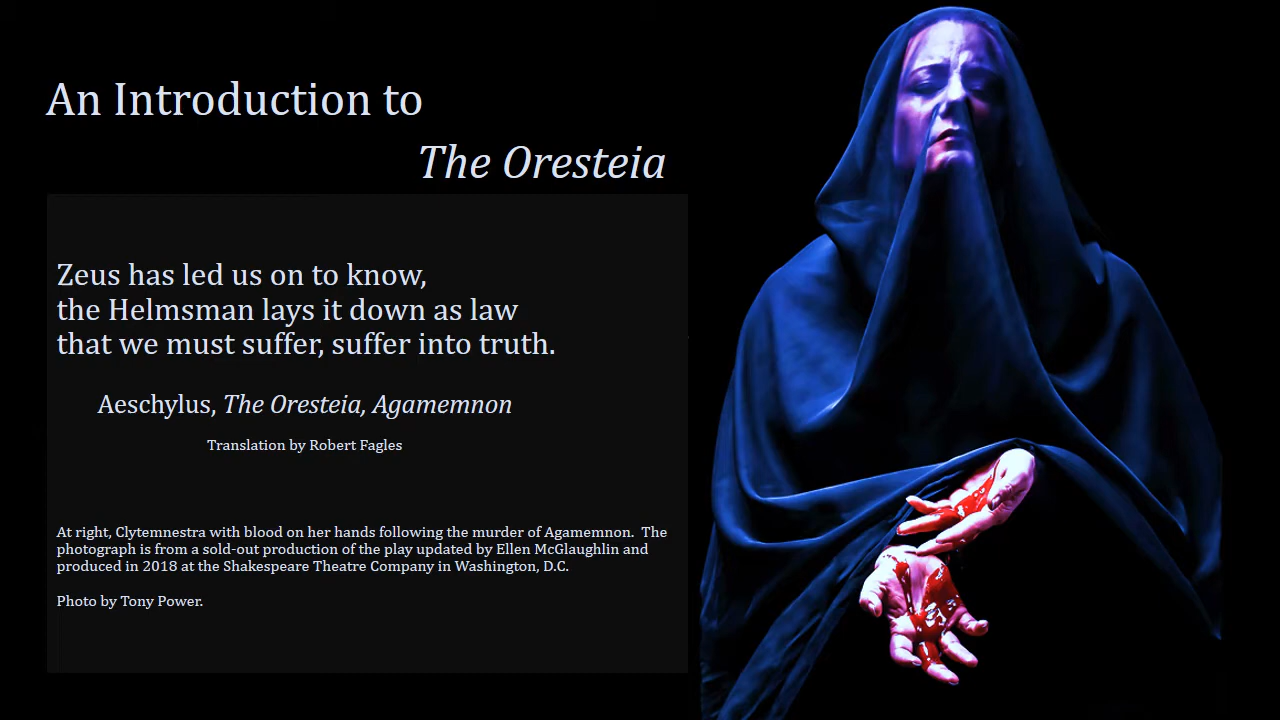 An Introduction to
The Oresteia
Zeus has led us on to know,
the Helmsman lays it down as law
that we must suffer, suffer into truth.
Aeschylus, The Oresteia, Agamemnon
Translation by Robert Fagles
At right, Clytemnestra with blood on her hands following the murder of Agamemnon.  The
photograph is from a sold-out production of the play updated by Ellen McGlaughlin and
produced in 2018 at the Shakespeare Theatre Company in Washington, D.C.
Photo by Tony Power.